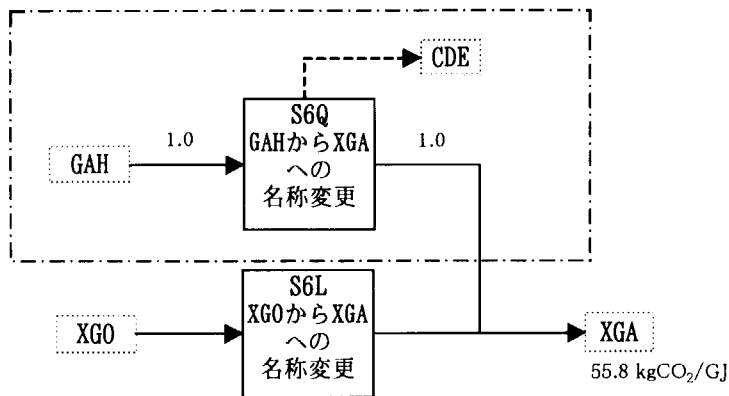 CDE
S6Q
GAHからXGA
への
名称変更
1.0
1.0
GAH
S6L
XGOからXGA
への
名称変更
XGO
XGA
55.8 kgCO₂/GJ